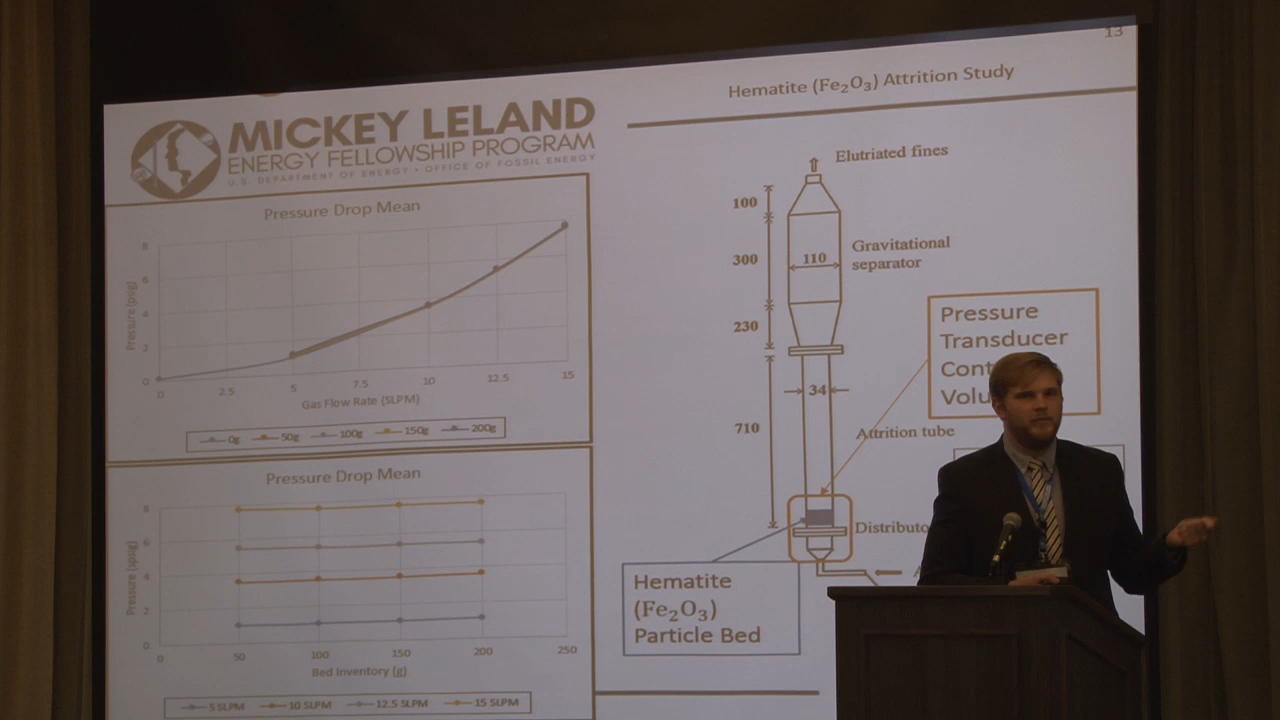 13
Hematite (Fe₂O₃) Attrition Study
MICKEY LELAND
ENERGY FELLOWSHIP PROGRAM
U.S. DEPARTMENT OF ENERGY • OFFICE OF FOSSIL ENERGY
Pressure Drop Mean
Pressure (psig)
8
6
4
2
0
0 2.5 5 7.5 10 12.5 15
Gas Flow Rate (SLPM)
0g 50g 100g 150g 200g
Pressure Drop Mean
8
6
4
2
0
0 50 100 150 200 250
Bed Inventory (g)
5 SLPM 10 SLPM 12.5 SLPM 15 SLPM
Elutriated fines
100
300
110
Gravitational
separator
230
34
710
Attrition tube
Pressure
Transducer
Cont
Volu
Distributo
Hematite
(Fe₂O₃)
Particle Bed